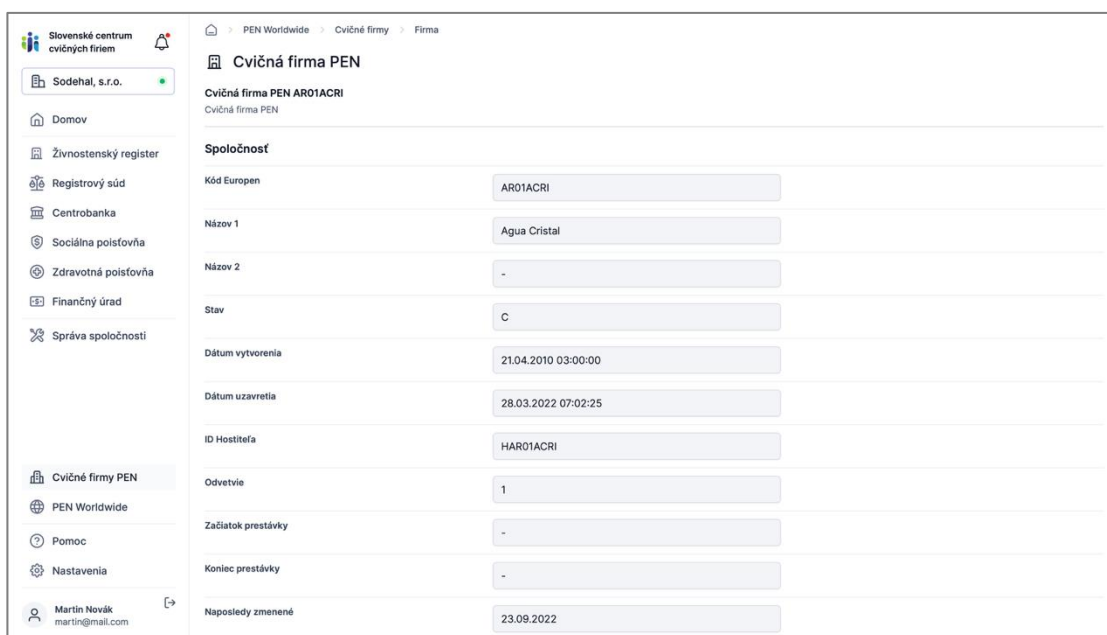 Slovenské centrum
cvičných firiem
Sodehal, s.r.o.
Domov
Živnostenský register
Registrový súd
Centrobanka
Sociálna poisťovňa
Zdravotná poisťovňa
Finančný úrad
Správa spoločnosti
Cvičné firmy PEN
PEN Worldwide
Pomoc
Nastavenia
Martin Novák
martin@mail.com
PEN Worldwide > Cvičné firmy > Firma
Cvičná firma PEN
Cvičná firma PEN AR01ACRI
Cvičná firma PEN
Spoločnosť
Kód Europen AR01ACRI
Názov 1 Agua Cristal
Názov 2 -
Stav C
Dátum vytvorenia 21.04.2010 03:00:00
Dátum uzavretia 28.03.2022 07:02:25
ID Hostiteľa HAR01ACRI
Odvetvie 1
Začiatok prestávky -
Koniec prestávky -
Naposledy zmenené 23.09.2022